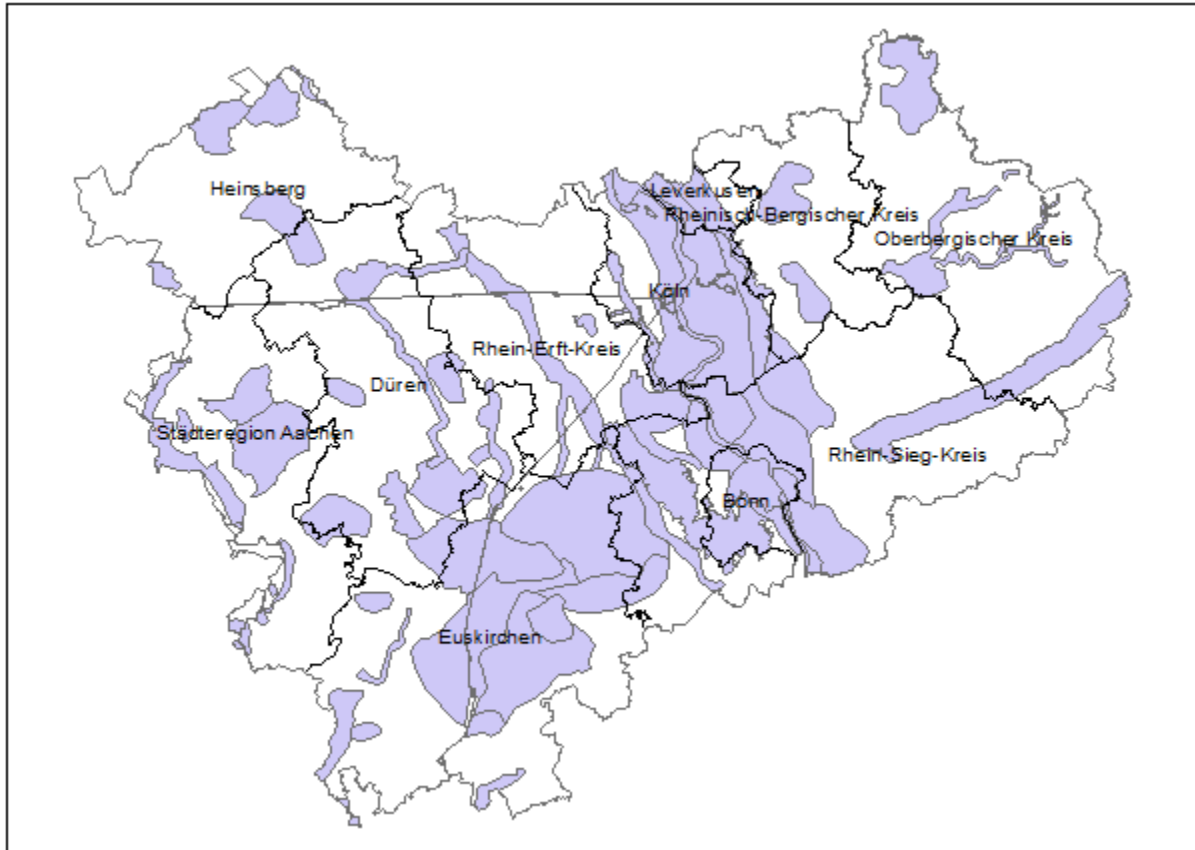 Heinsberg
Leverkusen
Rheinisch-Bergischer Kreis
Oberbergischer Kreis
Köln
Rhein-Erft-Kreis
Düren
Städteregion Aachen
Rhein-Sieg-Kreis
Bonn
Euskirchen